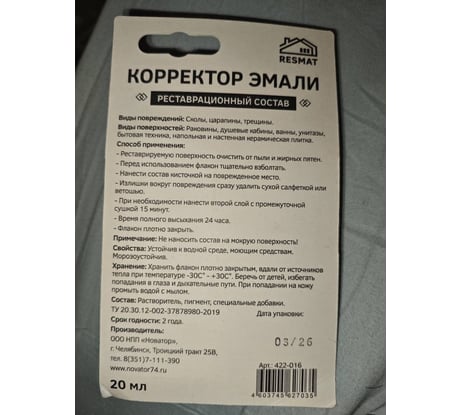 RESMAT
КОРРЕКТОР ЭМАЛИ
РЕСТАВРАЦИОННЫЙ СОСТАВ
Виды повреждений: Сколы, царапины, трещины.
Виды поверхностей: Раковины, душевые кабины, ванны, унитазы,
бытовая техника, напольная и настенная керамическая плитка.
Способ применения:
- Реставрируемую поверхность очистить от пыли и жирных пятен.
- Перед использованием флакон тщательно взболтать.
- Нанести состав кисточкой на поврежденное место.
- Излишки вокруг повреждения сразу удалить сухой салфеткой или
ветошью.
- При необходимости нанести второй слой с промежуточной
сушкой 15 минут.
- Время полного высыхания 24 часа.
- Флакон плотно закрыть.
Примечание: Не наносить состав на мокрую поверхность!
Свойства: Устойчив к водной среде, моющим средствам.
Морозоустойчив.
Хранение: Хранить флакон плотно закрытым, вдали от источников
тепла при температуре -30С° - +30С°. Беречь от детей, избегать
попадания в глаза и дыхательные пути. При попадании на кожу
промыть водой с мылом.
Состав: Растворитель, пигмент, специальные добавки.
ТУ 20.30.12-002-37878980-2019
Дата упаковки:
Срок годности: 2 года.
Производитель:
03/26
ООО НПП «Новатор»,
г. Челябинск, Троицкий тракт 25В,
тел. 8(351)7-111-390
www.novator74.ru
Арт.: 422-016
20 мл
4 603745 627035